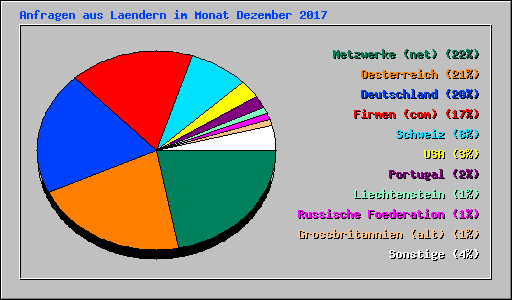 Anfragen aus Laendern im Monat Dezember 2017
Netzwerke (net) (22%)
Oesterreich (21%)
Deutschland (20%)
Firmen (com) (17%)
Schweiz (8%)
USA (3%)
Portugal (2%)
Liechtenstein (1%)
Russische Foederation (1%)
Grossbritannien (alt) (1%)
Sonstige (4%)